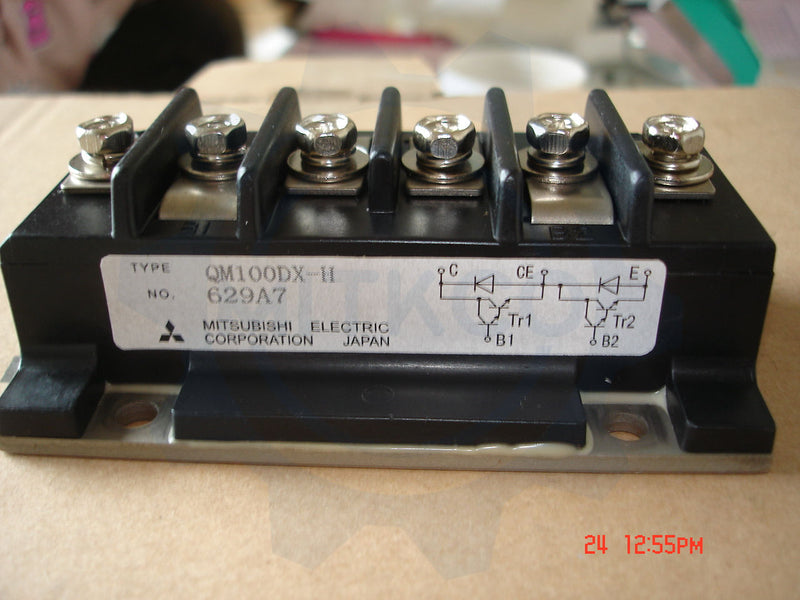 TYPE QM100DX-H
NO. 629A7
MITSUBISHI ELECTRIC
CORPORATION JAPAN
C CE E
Tr1 Tr2
B1 B2
24 12:55PM